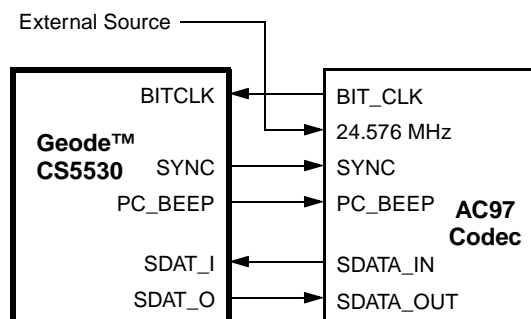 External Source
BITCLK
BIT_CLK
24.576 MHz
Geode™
CS5530
SYNC
SYNC
PC_BEEP
PC_BEEP
AC97
Codec
SDAT_I
SDATA_IN
SDAT_O
SDATA_OUT